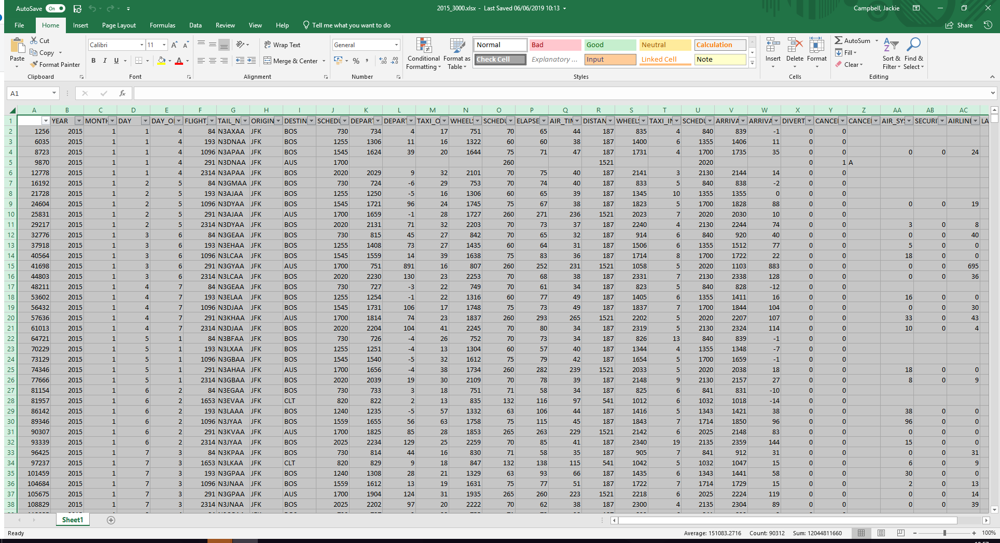 AutoSave On 2015_3000.xlsx - Last Saved 06/06/2019 10:13 Campbell, Jackie
File Home Insert Page Layout Formulas Data Review View Help Tell me what you want to do Share
Cut
Copy
Format Painter
Paste
Calibri 11
B I U
Wrap Text
Merge & Center
General
Conditional Formatting
Format as Table
Normal Bad Good Neutral Calculation
Check Cell Explanatory ... Input Linked Cell Note
Insert Delete Format
AutoSum
Fill
Clear
Sort & Filter
Find & Select
Clipboard Font Alignment Number Styles Cells Editing
A1 fx
A B C D E F G H I J K L M N O P Q R S T U V W X Y Z AA AB AC
1 YEAR MONTH DAY DAY_O FLIGHT_ TAIL_N ORIGIN DESTIN SCHEDU DEPAR DEPAR TAXI_O WHEEL SCHEDU ELAPSE AIR_TI DISTAN WHEEL TAXI_IN SCHEDU ARRIVA ARRIVA DIVERT CANCE CANCE AIR_SY SECURI AIRLINE LA
2 1256 2015 1 1 4 84 N3AXAA JFK BOS 730 734 4 17 751 70 65 44 187 835 4 840 839 -1 0 0
3 6035 2015 1 1 4 193 N3DNAA JFK BOS 1255 1306 11 16 1322 60 60 38 187 1400 6 1355 1406 11 0 0
4 8723 2015 1 1 4 1096 N3APAA JFK BOS 1545 1624 39 20 1644 75 71 47 187 1731 4 1700 1735 35 0 0 0 0 24
5 9870 2015 1 1 4 291 N3DNAA JFK AUS 1700 260 1521 2020 0 1 A
6 12778 2015 1 1 4 2314 N3APAA JFK BOS 2020 2029 9 32 2101 70 75 40 187 2141 3 2130 2144 14 0 0
7 16192 2015 1 2 5 84 N3GMAA JFK BOS 730 724 -6 29 753 70 74 40 187 833 5 840 838 -2 0 0
8 21728 2015 1 2 5 193 N3AJAA JFK BOS 1255 1250 -5 16 1306 60 65 39 187 1345 10 1355 1355 0 0 0
9 24604 2015 1 2 5 1096 N3DYAA JFK BOS 1545 1721 96 24 1745 75 67 38 187 1823 5 1700 1828 88 0 0 0 0 19
10 25831 2015 1 2 5 291 N3AJAA JFK AUS 1700 1659 -1 28 1727 260 271 236 1521 2023 7 2020 2030 10 0 0
11 29217 2015 1 2 5 2314 N3DYAA JFK BOS 2020 2131 71 32 2203 70 73 37 187 2240 4 2130 2244 74 0 0 3 0 8
12 32776 2015 1 3 6 84 N3GEAA JFK BOS 730 815 45 27 842 70 65 32 187 914 6 840 920 40 0 0 0 0 40
13 37918 2015 1 3 6 193 N3EHAA JFK BOS 1255 1408 73 27 1435 60 64 31 187 1506 6 1355 1512 77 0 0 5 0 0
14 40564 2015 1 3 6 1096 N3LCAA JFK BOS 1545 1559 14 39 1638 75 83 36 187 1714 8 1700 1722 22 0 0 18 0 0
15 41698 2015 1 3 6 291 N3GYAA JFK AUS 1700 751 891 16 807 260 252 231 1521 1058 5 2020 1103 883 0 0 0 0 695
16 44803 2015 1 3 6 2314 N3LCAA JFK BOS 2020 2230 130 23 2253 70 68 38 187 2331 7 2130 2338 128 0 0 0 0 36
17 48211 2015 1 4 7 84 N3GEAA JFK BOS 730 727 -3 22 749 70 61 34 187 823 5 840 828 -12 0 0
18 53602 2015 1 4 7 193 N3ELAA JFK BOS 1255 1254 -1 22 1316 60 77 49 187 1405 6 1355 1411 16 0 0 16 0 0
19 56432 2015 1 4 7 1096 N3DJAA JFK BOS 1545 1731 106 17 1748 75 73 49 187 1837 7 1700 1844 104 0 0 0 0 30
20 57636 2015 1 4 7 291 N3KHAA JFK AUS 1700 1814 74 23 1837 260 293 265 1521 2202 5 2020 2207 107 0 0 33 0 43
21 61013 2015 1 4 7 2314 N3DJAA JFK BOS 2020 2204 104 41 2245 70 80 34 187 2319 5 2130 2324 114 0 0 10 0 4
22 64721 2015 1 5 1 84 N3BFAA JFK BOS 730 726 -4 26 752 70 73 34 187 826 13 840 839 -1 0 0
23 70229 2015 1 5 1 193 N3LXAA JFK BOS 1255 1251 -4 13 1304 60 57 40 187 1344 4 1355 1348 -7 0 0
24 73129 2015 1 5 1 1096 N3GBAA JFK BOS 1545 1540 -5 32 1612 75 79 42 187 1654 5 1700 1659 -1 0 0
25 74346 2015 1 5 1 291 N3AHAA JFK AUS 1700 1656 -4 38 1734 260 282 239 1521 2033 5 2020 2038 18 0 0 18 0 0
26 77666 2015 1 5 1 2314 N3GBAA JFK BOS 2020 2039 19 30 2109 70 78 39 187 2148 9 2130 2157 27 0 0 8 0 9
27 81154 2015 1 6 2 84 N3EGAA JFK BOS 730 733 3 18 751 71 58 34 187 825 6 841 831 -10 0 0
28 81957 2015 1 6 2 1653 N3EVAA JFK CLT 820 822 2 13 835 132 116 97 541 1012 6 1032 1018 -14 0 0
29 86142 2015 1 6 2 193 N3LAAA JFK BOS 1240 1235 -5 57 1332 63 106 44 187 1416 5 1343 1421 38 0 0 38 0 0
30 89346 2015 1 6 2 1096 N3JYAA JFK BOS 1559 1655 56 63 1758 75 115 45 187 1843 7 1714 1850 96 0 0 96 0 0
31 90307 2015 1 6 2 291 N3KVAA JFK AUS 1700 1825 85 28 1853 265 263 229 1521 2142 6 2025 2148 83 0 0 0 0 0
32 93339 2015 1 6 2 2314 N3JYAA JFK BOS 2025 2234 129 25 2259 70 85 41 187 2340 19 2135 2359 144 0 0 15 0 0
33 96425 2015 1 7 3 84 N3KPAA JFK BOS 730 814 44 16 830 71 58 35 187 905 7 841 912 31 0 0 0 0 31
34 97237 2015 1 7 3 1653 N3LKAA JFK CLT 820 829 9 18 847 132 138 115 541 1042 5 1032 1047 15 0 0 6 0 9
35 101459 2015 1 7 3 193 N3GPAA JFK BOS 1240 1308 28 21 1329 63 93 66 187 1435 6 1343 1441 58 0 0 30 0 0
36 104684 2015 1 7 3 1096 N3JNAA JFK BOS 1559 1612 13 19 1631 75 77 51 187 1722 7 1714 1729 15 0 0 2 0 13
37 105675 2015 1 7 3 291 N3GPAA JFK AUS 1700 1904 124 31 1935 265 260 223 1521 2218 6 2025 2224 119 0 0 0 0 14
38 108829 2015 1 7 3 2314 N3JNAA JFK BOS 2025 2202 97 20 2222 70 62 38 187 2300 4 2135 2304 89 0 0 0 0 39
Sheet1
Ready Average: 151083.2716 Count: 90312 Sum: 12044811660 100%